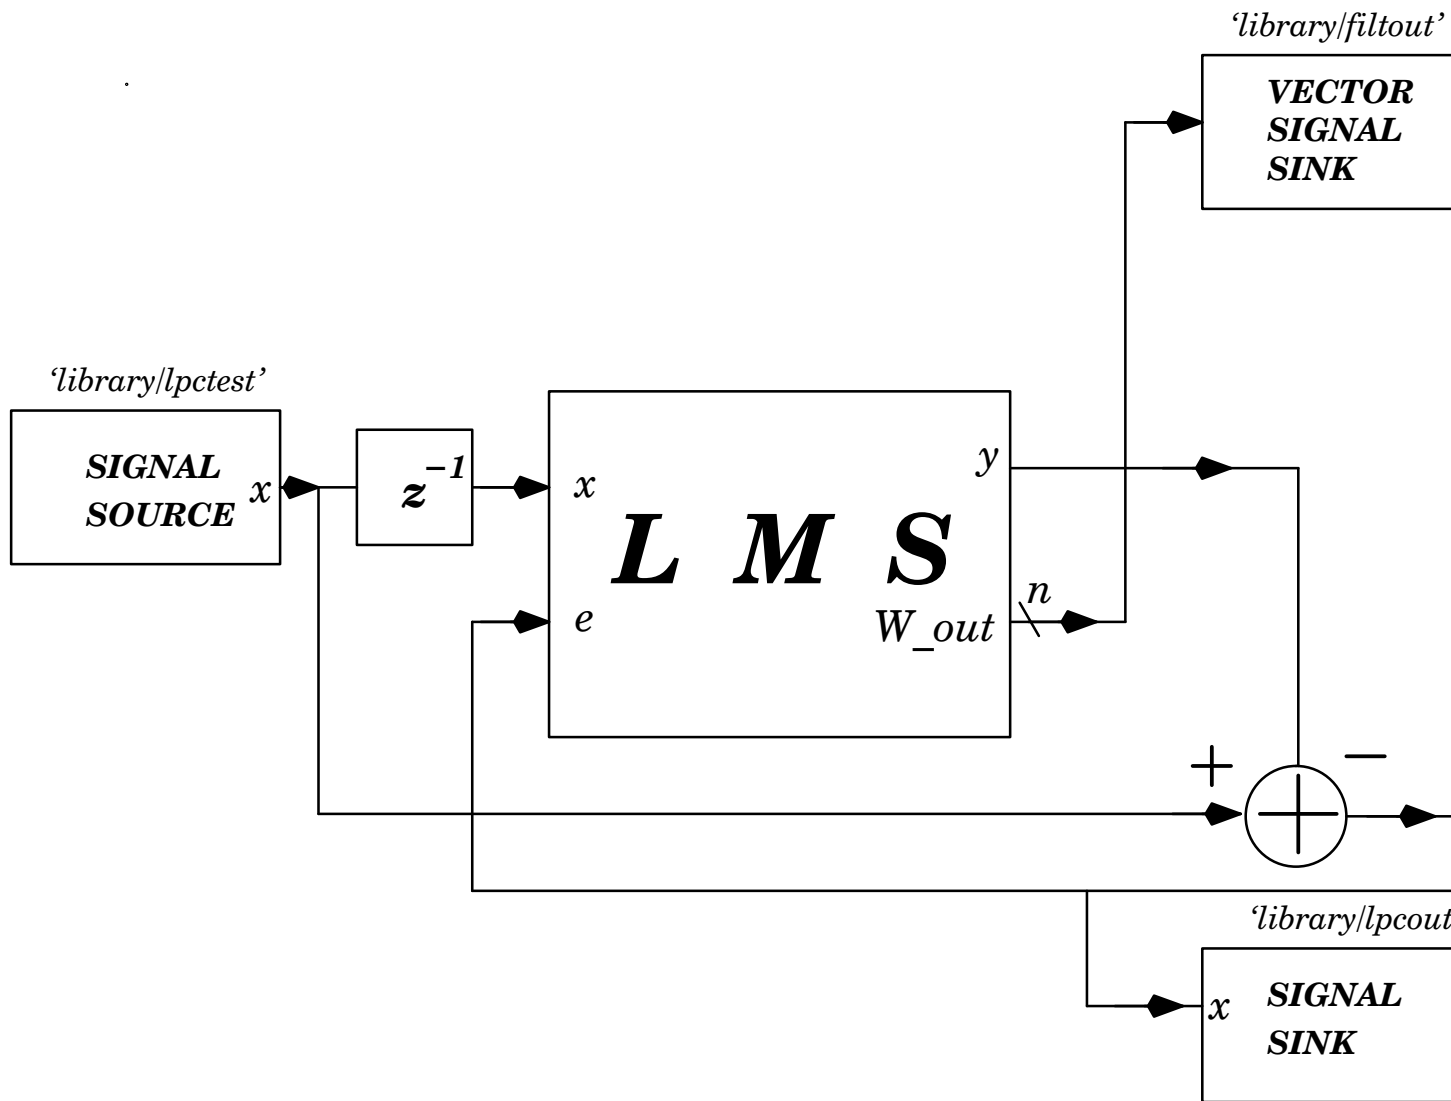 ‘library/filtout’
VECTOR
SIGNAL
SINK
‘library/lpctest’
SIGNAL
SOURCE
x
z⁻¹
x
L M S
y
e
W_out
n
+
−
+
‘library/lpcout
x
SIGNAL
SINK